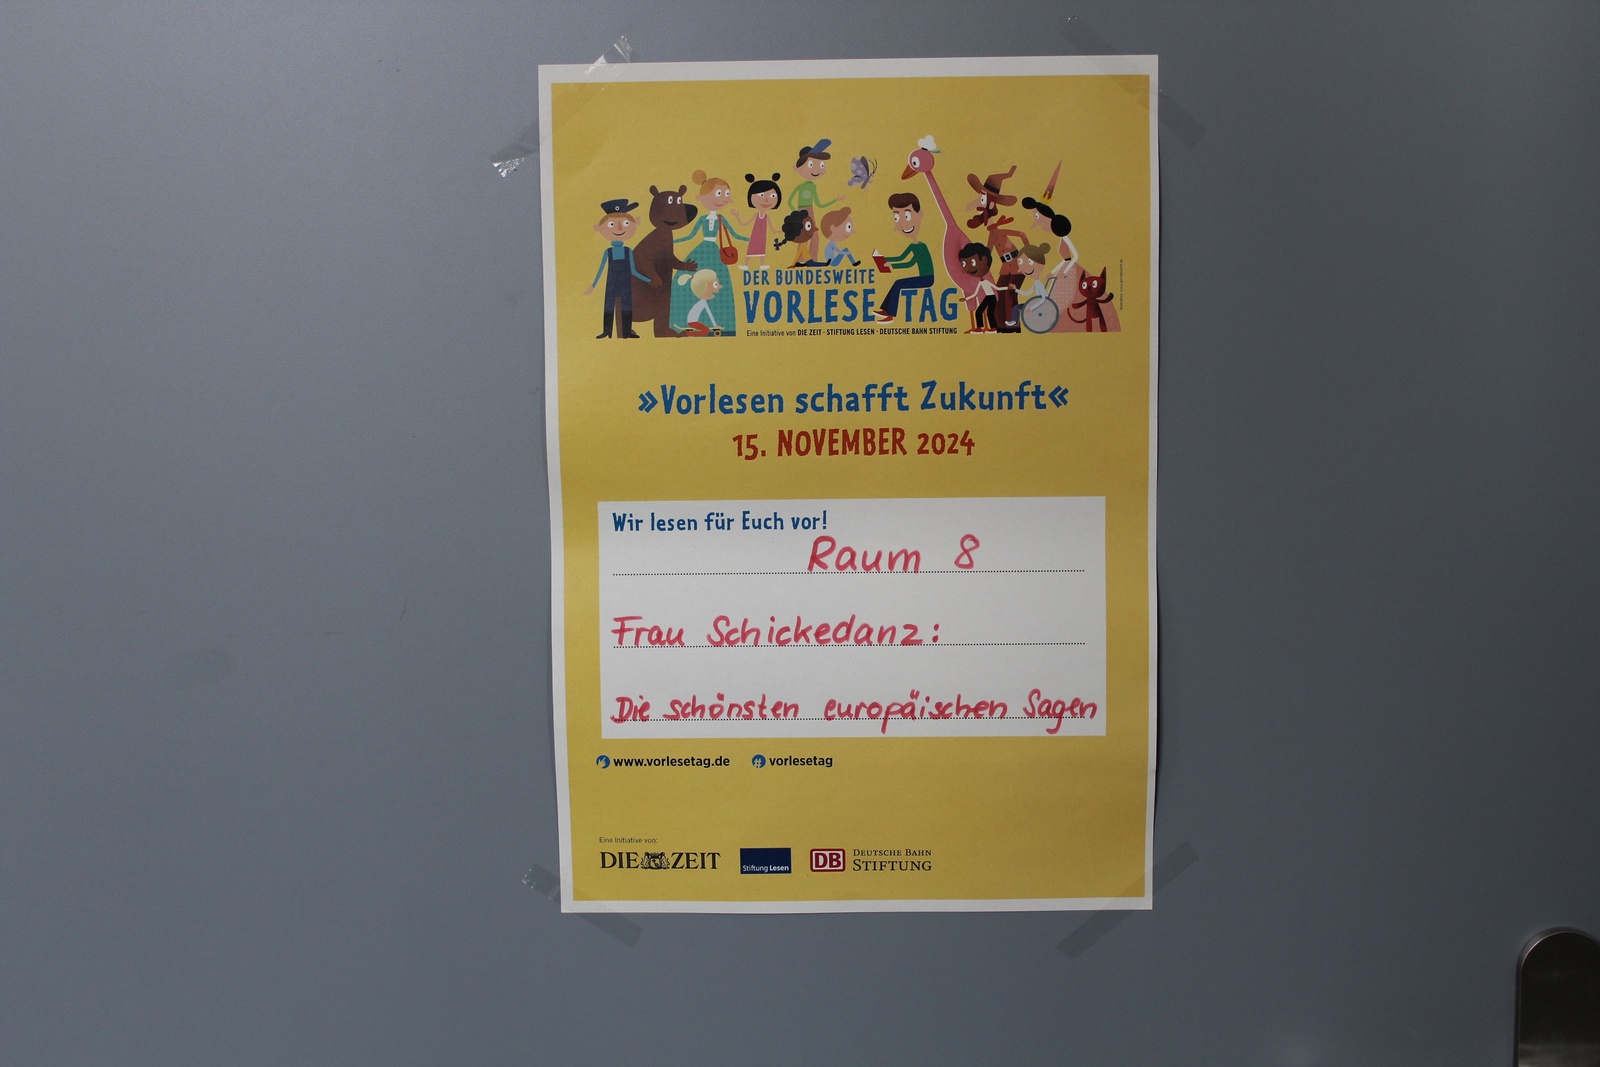 DER BUNDESWEITE
VORLESETAG
Eine Initiative von DIE ZEIT · STIFTUNG LESEN · DEUTSCHE BAHN STIFTUNG
»Vorlesen schafft Zukunft«
15. NOVEMBER 2024
Wir lesen für Euch vor!
Raum 8
Frau Schickedanz:
Die schönsten europäischen Sagen
www.vorlesetag.de # vorlesetag
Eine Initiative von:
DIE ZEIT Stiftung Lesen DB DEUTSCHE BAHN STIFTUNG